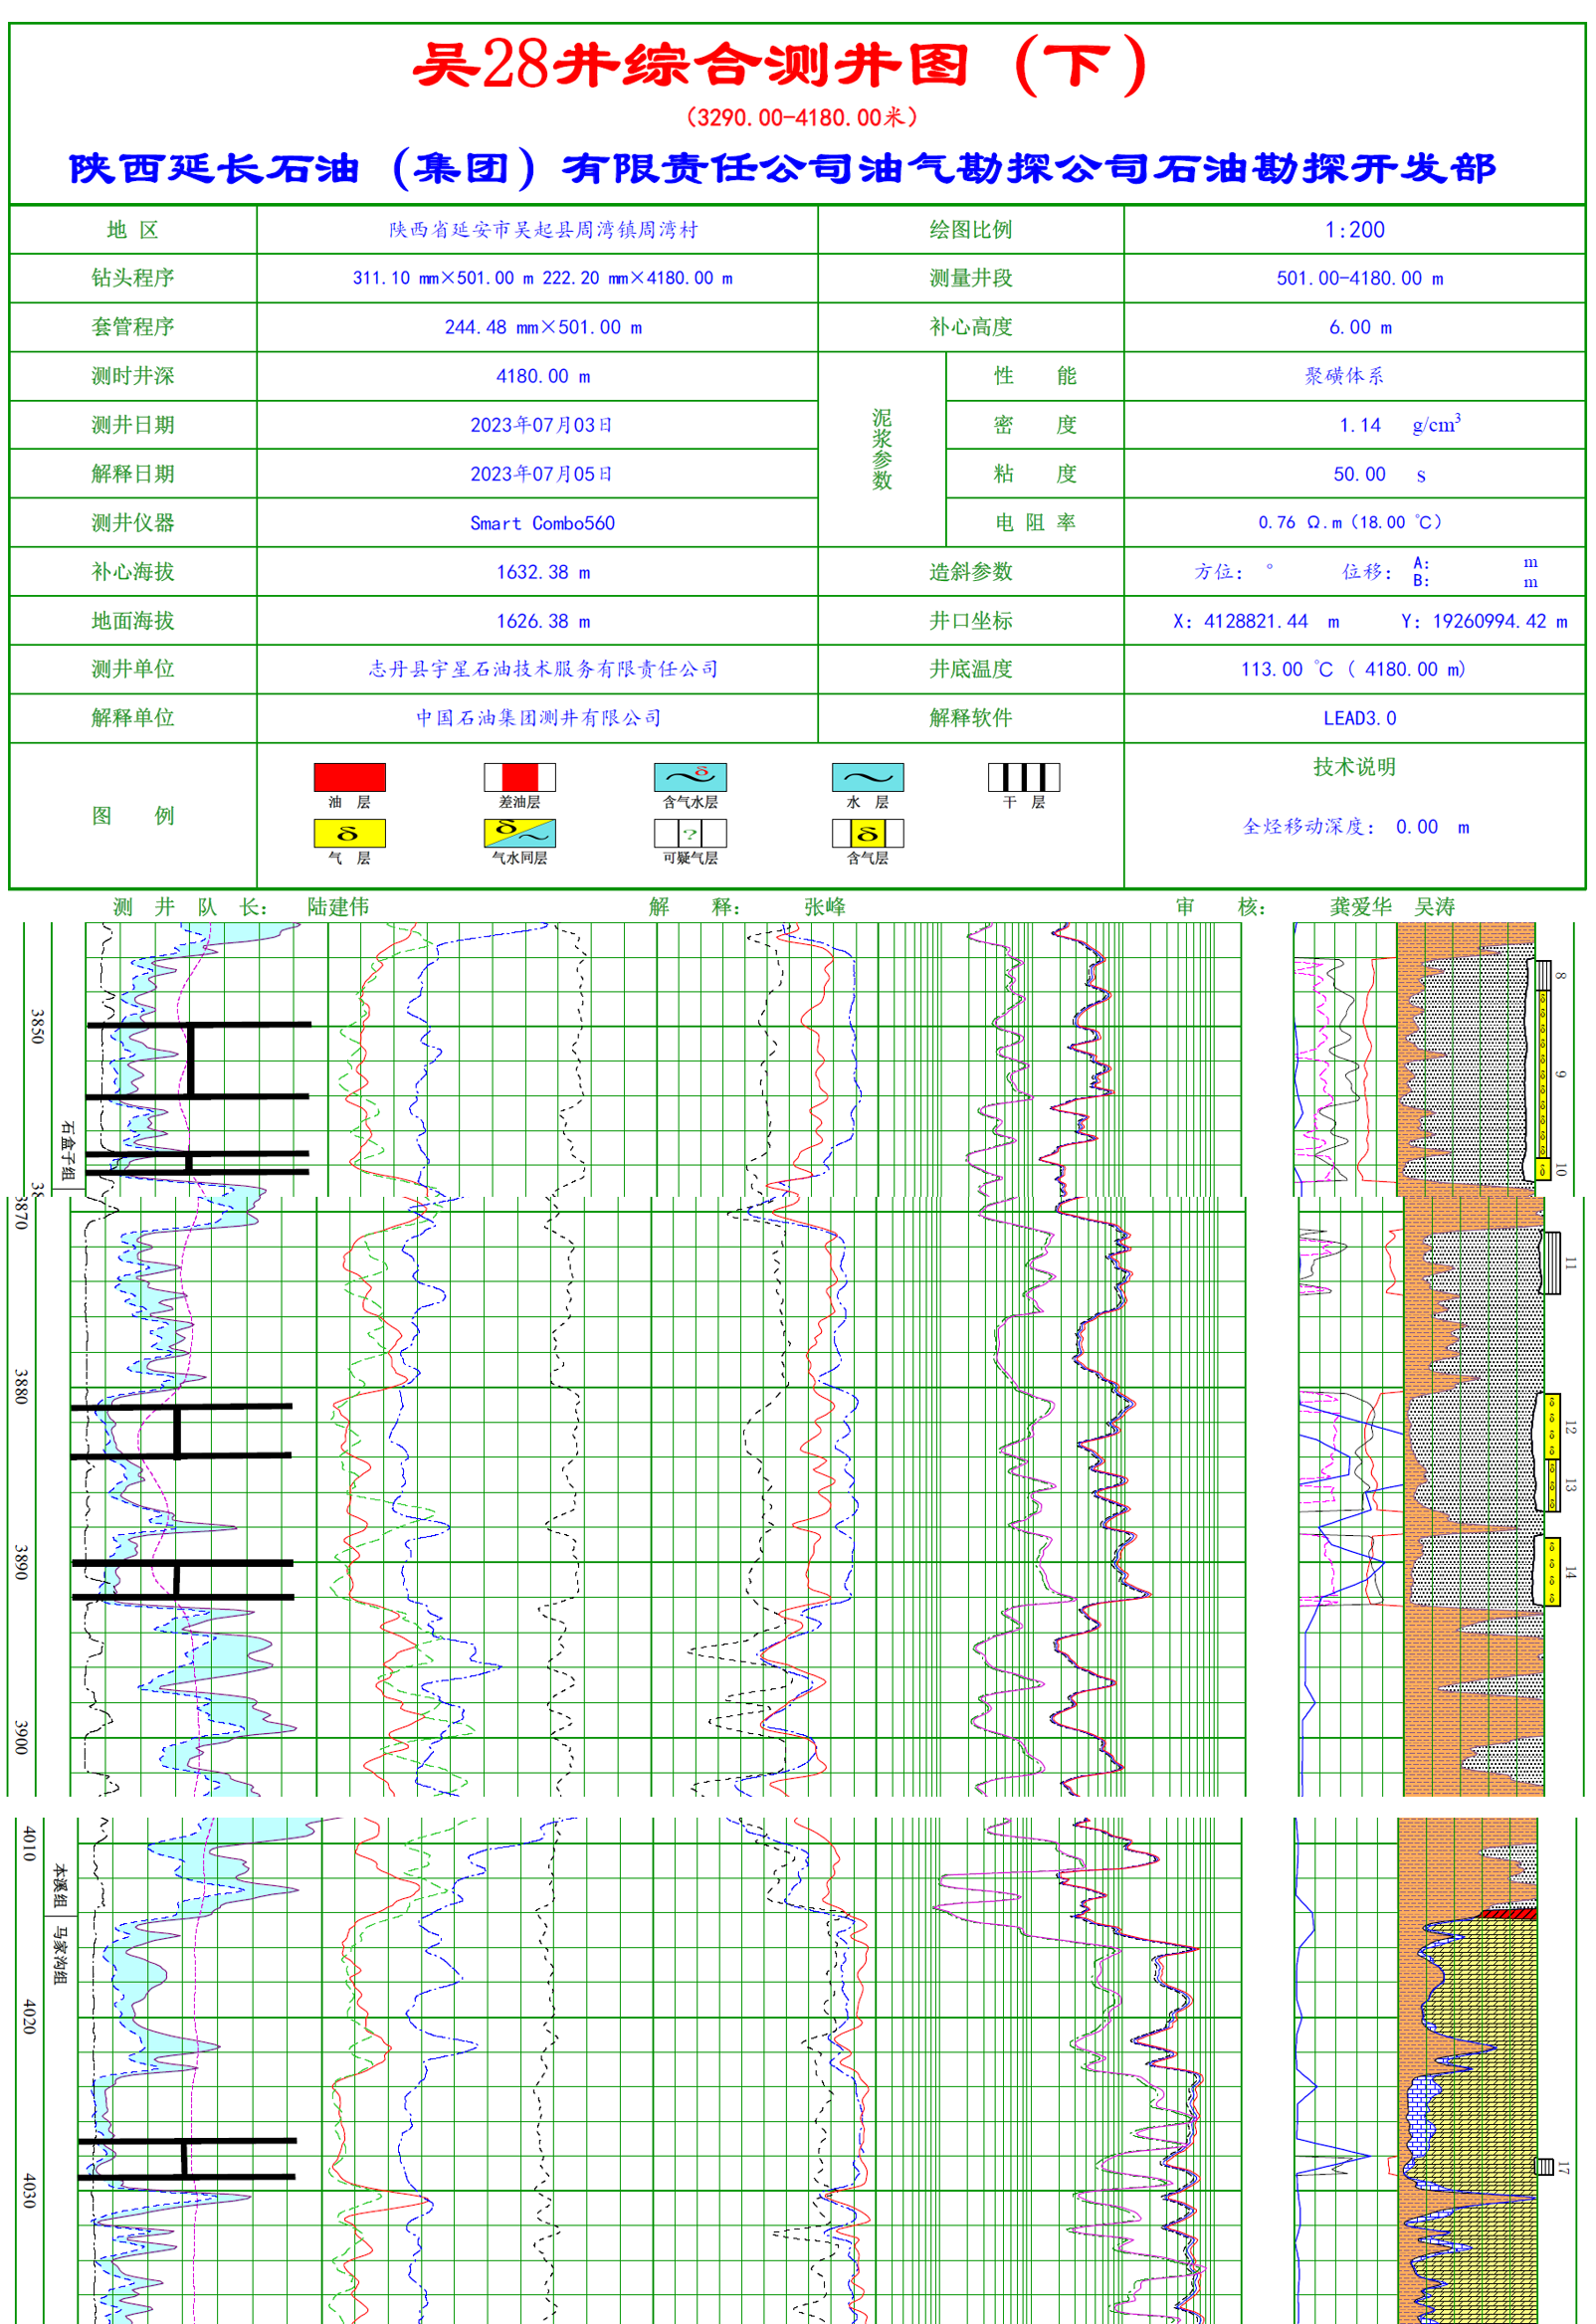 吴28井综合测井图（下）
（3290.00-4180.00米）
陕西延长石油（集团）有限责任公司油气勘探公司石油勘探开发部
地 区 陕西省延安市吴起县周湾镇周湾村 绘图比例 1:200
钻头程序 311.10 mm×501.00 m 222.20 mm×4180.00 m 测量井段 501.00-4180.00 m
套管程序 244.48 mm×501.00 m 补心高度 6.00 m
测时井深 4180.00 m 泥浆参数 性 能 聚磺体系
测井日期 2023年07月03日 密 度 1.14 g/cm³
解释日期 2023年07月05日 粘 度 50.00 s
测井仪器 Smart Combo560 电 阻 率 0.76 Ω.m（18.00 ℃）
补心海拔 1632.38 m 造斜参数 方位： ° 位移： A: m
B: m
地面海拔 1626.38 m 井口坐标 X: 4128821.44 m Y: 19260994.42 m
测井单位 志丹县宇星石油技术服务有限责任公司 井底温度 113.00 ℃ ( 4180.00 m)
解释单位 中国石油集团测井有限公司 解释软件 LEAD3.0
图 例 技术说明
油 层 差油层 含气水层 水 层 干 层
全烃移动深度： 0.00 m
气 层 气水同层 ? 可疑气层 含气层
测 井 队 长： 陆建伟 解 释： 张峰 审 核： 龚爱华 吴涛
8
3850
9
石盒子组
10
38
3870
11
3880
12
13
3890
14
3900
4010
本溪组
马家沟组
4020
17
4030